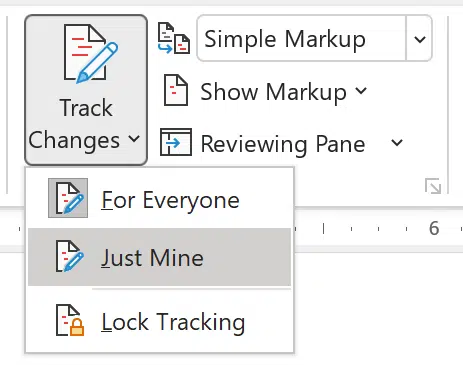 Simple Markup
Track
Changes
Show Markup
Reviewing Pane
For Everyone
Just Mine
Lock Tracking
6